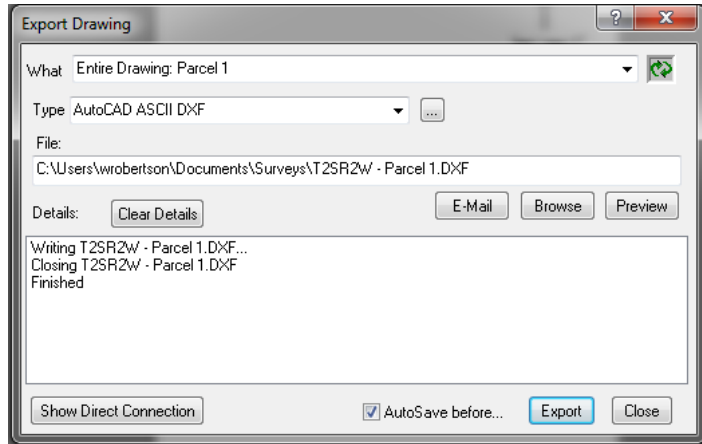 Export Drawing
?
X
What Entire Drawing: Parcel 1
Type AutoCAD ASCII DXF ...
File:
C:\Users\wrobertson\Documents\Surveys\T2SR2W - Parcel 1.DXF
E-Mail Browse Preview
Details: Clear Details
Writing T2SR2W - Parcel 1.DXF...
Closing T2SR2W - Parcel 1.DXF
Finished
Show Direct Connection AutoSave before... Export Close